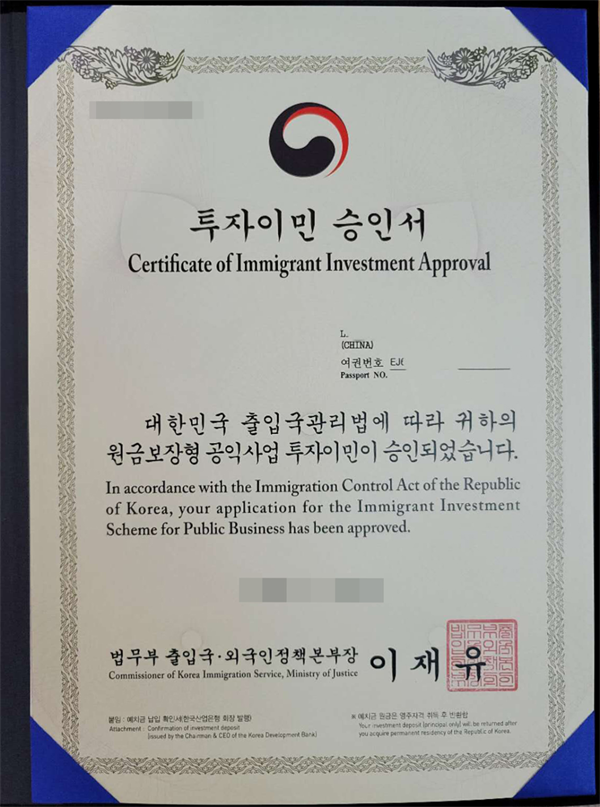 투자이민 승인서
Certificate of Immigrant Investment Approval
L.
(CHINA)
여권번호 EJ6
Passport NO.
대한민국 출입국관리법에 따라 귀하의
원금보장형 공익사업 투자이민이 승인되었습니다.
In accordance with the Immigration Control Act of the Republic
of Korea, your application for the Immigrant Investment
Scheme for Public Business has been approved.
법무부 출입국·외국인정책본부장 이 재 유
Commissioner of Korea Immigration Service, Ministry of Justice
붙임 : 예치금 납입 확인서(한국산업은행 회장 발행)
Attachment : Confirmation of investment deposit
(issued by the Chairman & CEO of the Korea Development Bank)
※ 예치금 원금은 영주자격 취득 후 반환함
Your investment deposit (principal only) will be returned after
you acquire permanent residency of the Republic of Korea.